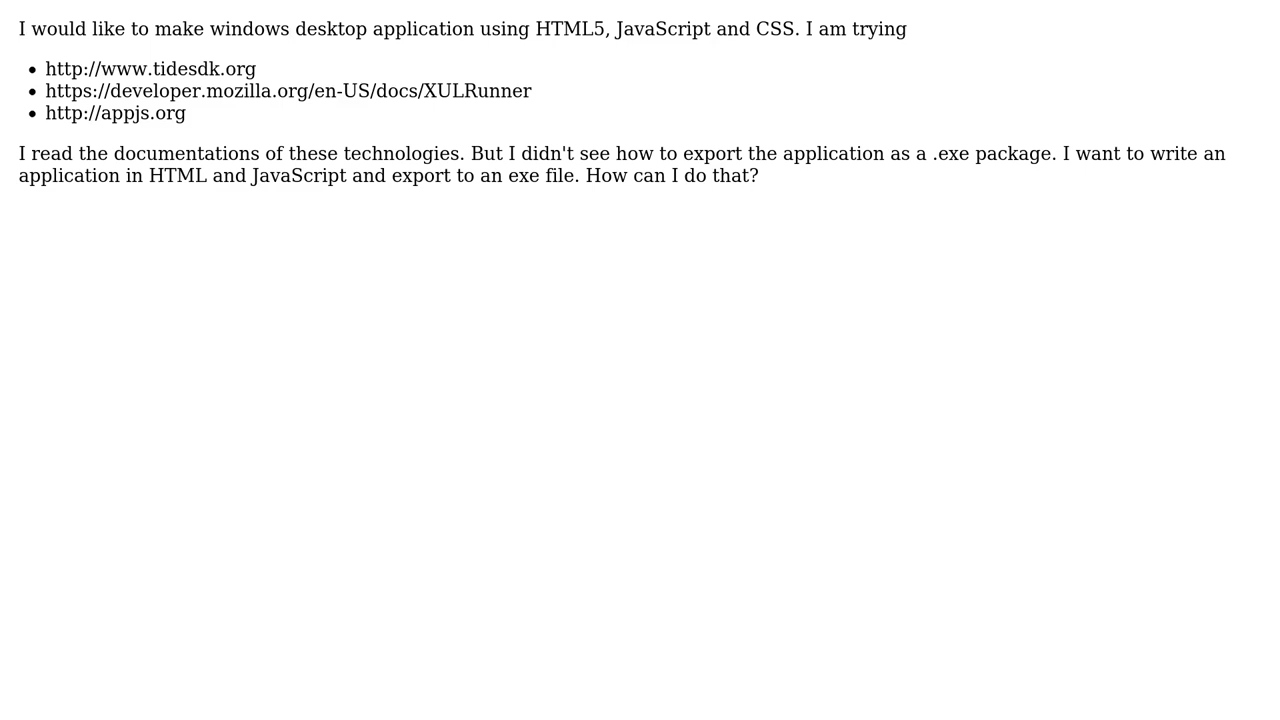 I would like to make windows desktop application using HTML5, JavaScript and CSS. I am trying
• http://www.tidesdk.org
• https://developer.mozilla.org/en-US/docs/XULRunner
• http://appjs.org
I read the documentations of these technologies. But I didn't see how to export the application as a .exe package. I want to write an
application in HTML and JavaScript and export to an exe file. How can I do that?